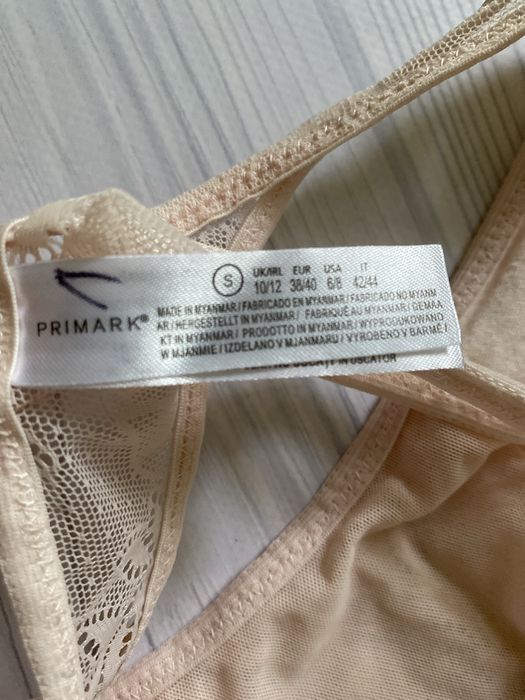 S
UK/IRL EUR USA IT
10/12 38/40 6/8 42/44
PRIMARK®
MADE IN MYANMAR/FABRICADO EN MYANMAR/FABRICADO NO MYANM
AR/HERGESTELLT IN MYANMAR/ FABRIQUÉ AU MYANMAR/ GEMAA
KT IN MYANMAR/ PRODOTTO IN MYANMAR/ WYPRODUKOWANO
W MJANMIE / IZDELANO V MJANMARU / VYROBENO V BARMĚ /